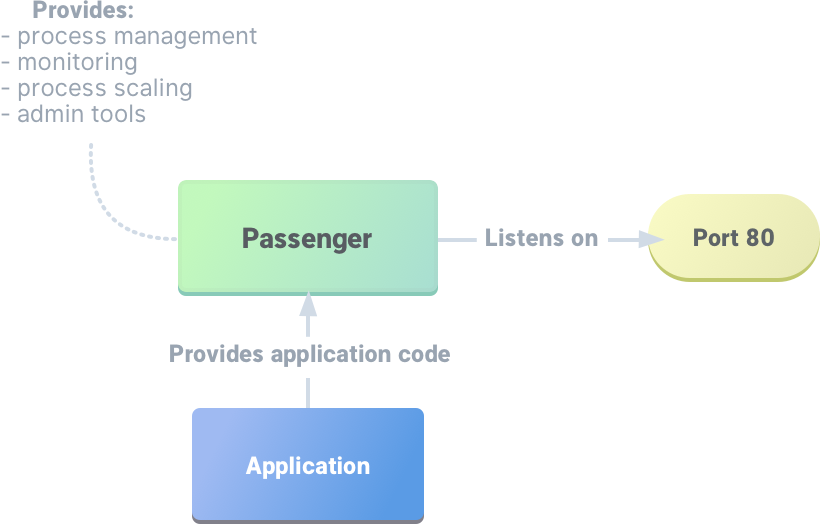 Provides:
- process management
- monitoring
- process scaling
- admin tools
Passenger
Listens on
Port 80
Provides application code
Application